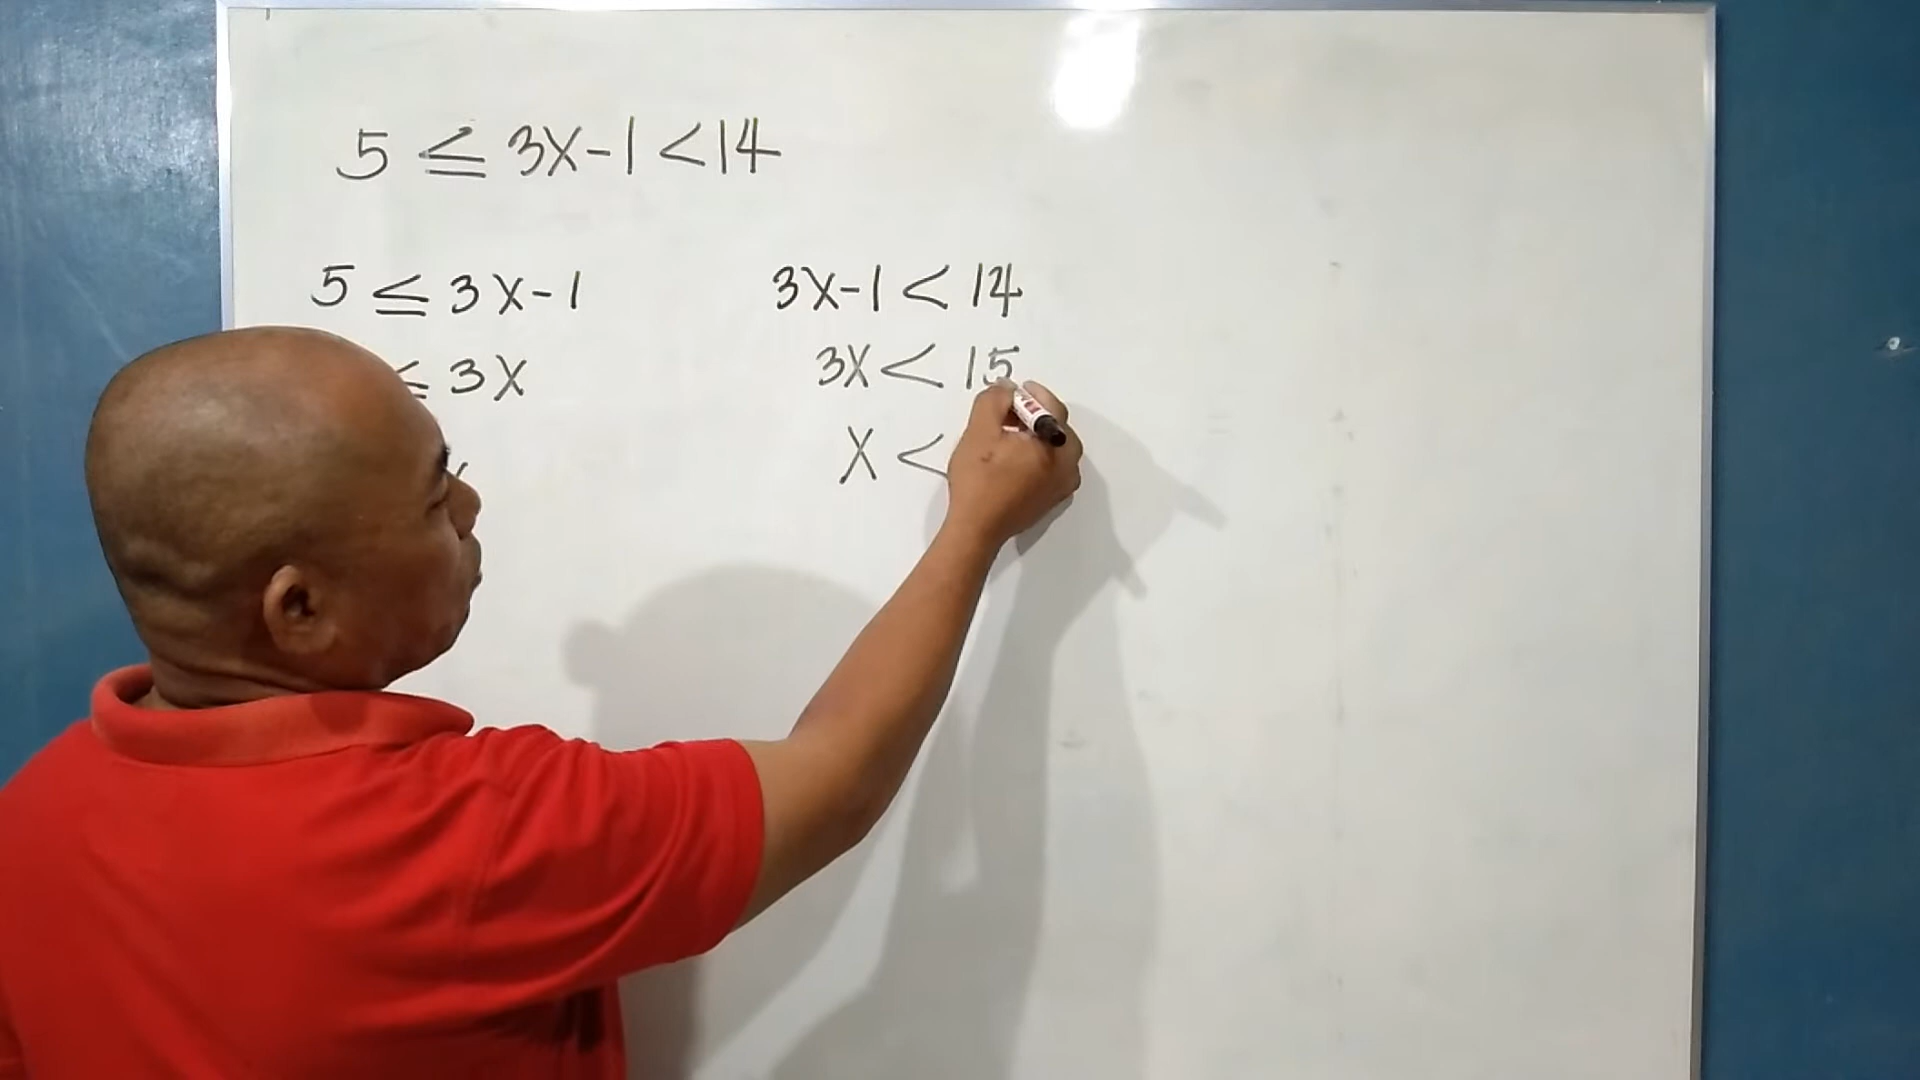 5 ≤ 3X-1 < 14
5 ≤ 3X-1
≤ 3X
3X-1 < 14
3X < 15
X <